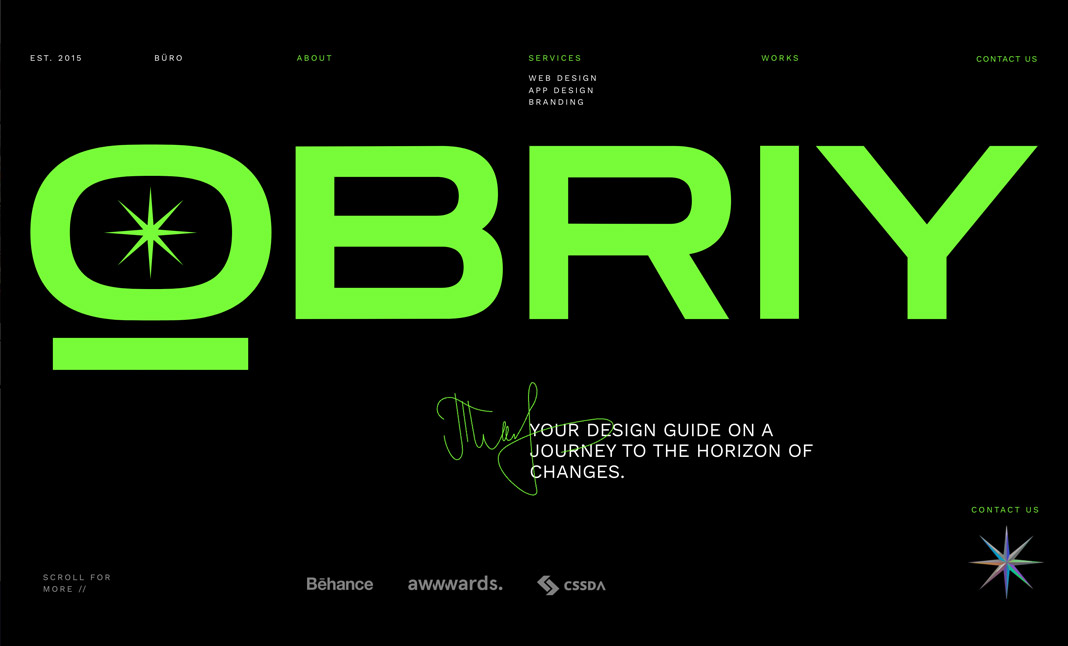 EST. 2015
BÜRO
ABOUT
SERVICES
WORKS
CONTACT US
WEB DESIGN
APP DESIGN
BRANDING
OBRIY
YOUR DESIGN GUIDE ON A
JOURNEY TO THE HORIZON OF
CHANGES.
CONTACT US
SCROLL FOR
MORE //
Bēhance
awwwards.
CSSDA